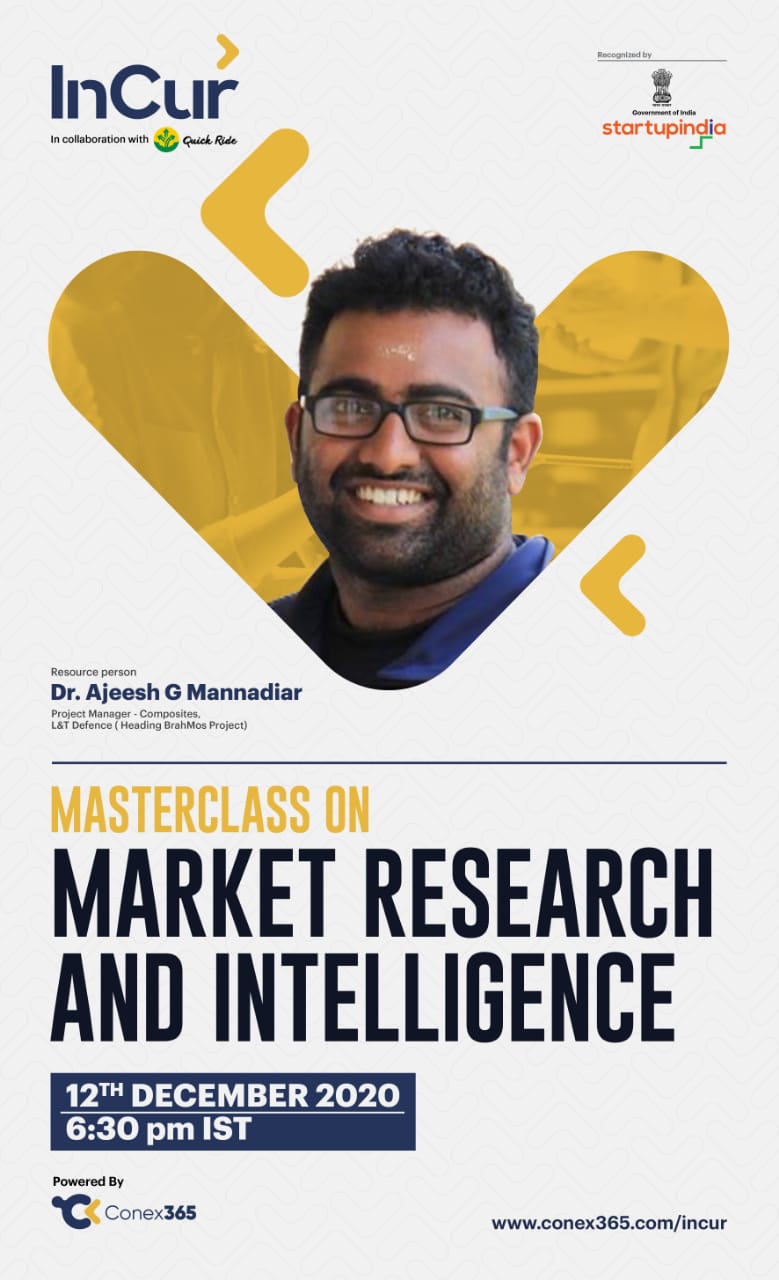 InCur
In collaboration with Quick Ride
Recognized by
Government of India
startupindia
Resource person
Dr. Ajeesh G Mannadiar
Project Manager - Composites,
L&T Defence ( Heading BrahMos Project)
MASTERCLASS ON
MARKET RESEARCH
AND INTELLIGENCE
12TH DECEMBER 2020
6:30 pm IST
Powered By
Conex365
www.conex365.com/incur